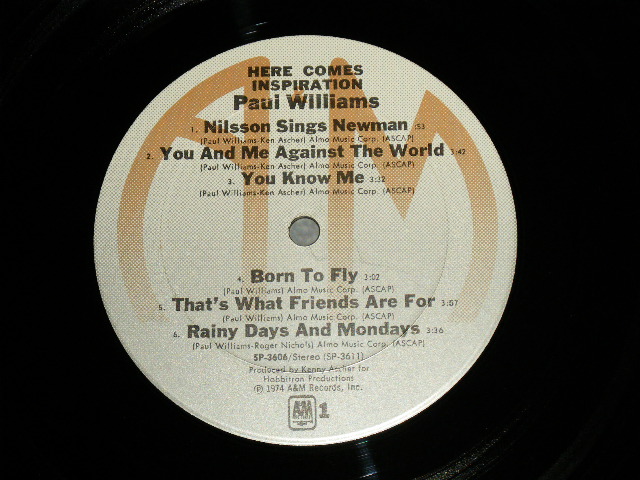 HERE COMES
INSPIRATION
Paul Williams
1. Nilsson Sings Newman :53
(Paul Williams-Ken Ascher) Almo Music Corp. (ASCAP)
2. You And Me Against The World 3:42
(Paul Williams-Ken Ascher) Almo Music Corp. (ASCAP)
3. You Know Me 3:32
(Paul Williams-Ken Ascher) Almo Music Corp. (ASCAP)
4. Born To Fly 3:02
(Paul Williams) Almo Music Corp. (ASCAP)
5. That's What Friends Are For 3:57
(Paul Williams) Almo Music Corp. (ASCAP)
6. Rainy Days And Mondays 3:36
(Paul Williams-Roger Nichols) Almo Music Corp. (ASCAP)
SP-3606/Stereo (SP-3611)
Produced by Kenny Ascher for
Hobbitron Productions
Ⓟ 1974 A&M Records, Inc.
A&M 1